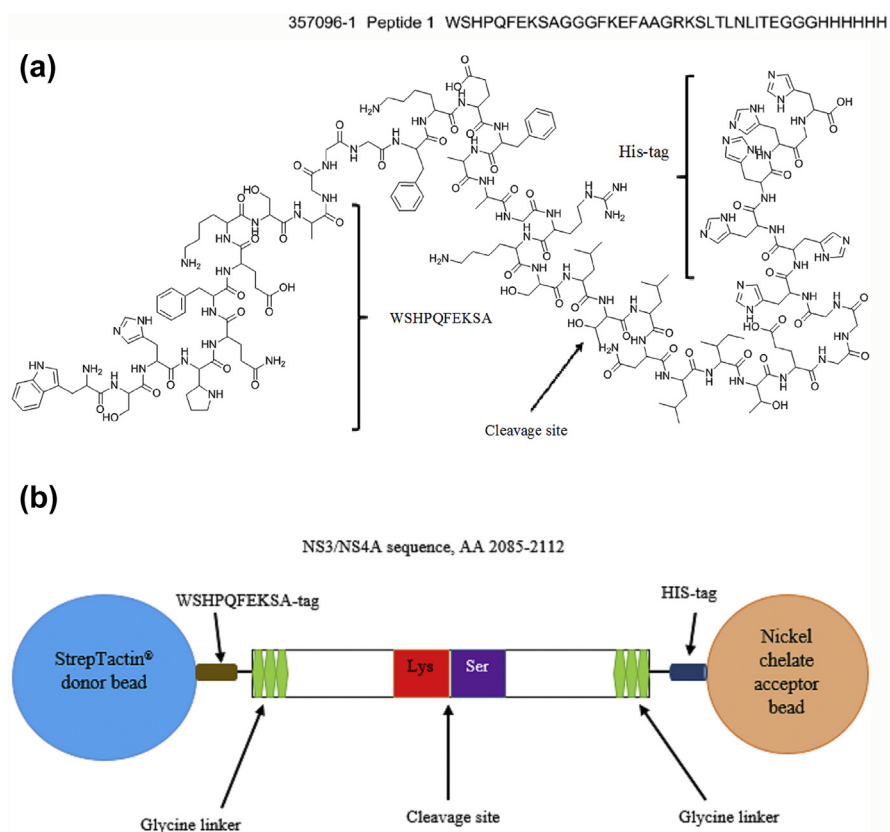 357096-1 Peptide 1 WSHPQFEKSAGGGFKEFAAGRKSLTLNLITEGGGHHHHHH
(a)
His-tag
WSHPQFEKSA
Cleavage site
(b)
NS3/NS4A sequence, AA 2085-2112
WSHPQFEKSA-tag
HIS-tag
StrepTactin®
donor bead
Lys
Ser
Nickel
chelate
acceptor
bead
Glycine linker
Cleavage site
Glycine linker